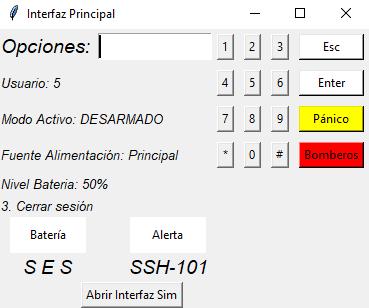 Interfaz Principal
Opciones: 1 2 3 Esc
Usuario: 5 4 5 6 Enter
Modo Activo: DESARMADO 7 8 9 Pánico
Fuente Alimentación: Principal * 0 # Bomberos
Nivel Bateria: 50%
3. Cerrar sesión
Batería Alerta
S E S SSH-101
Abrir Interfaz Sim